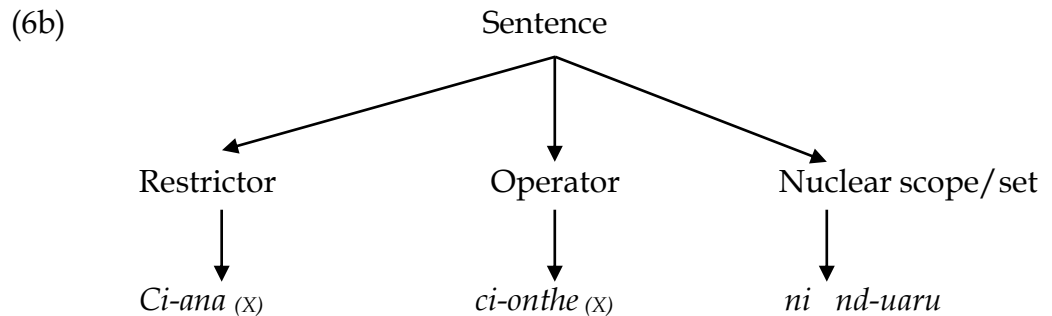 (6b) Sentence
Restrictor Operator Nuclear scope/set
Ci-ana (X) ci-onthe (X) ni nd-uaru